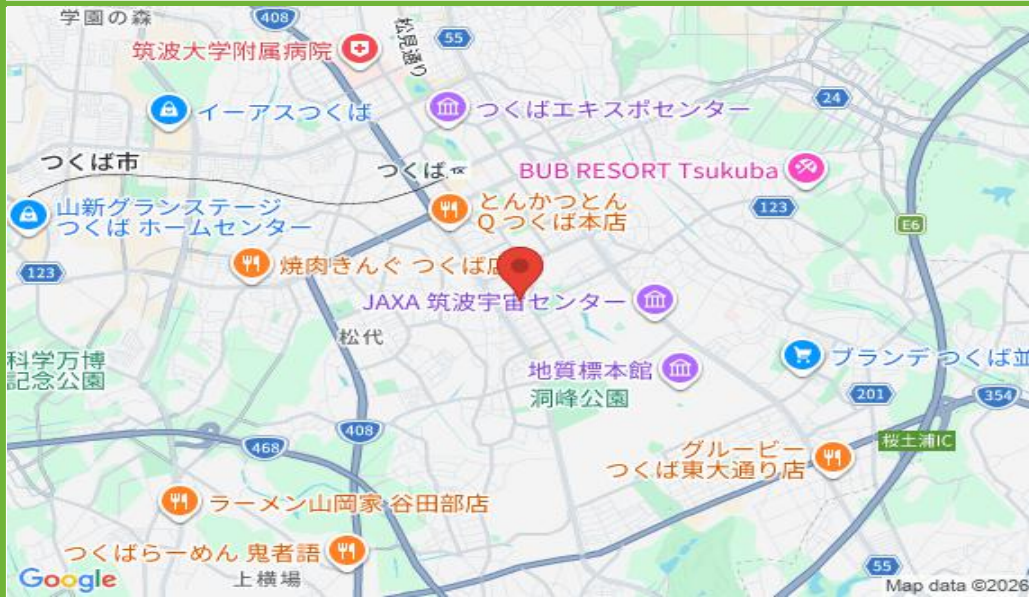 学園の森
408
松見通り
55
筑波大学附属病院
イーアスつくば
つくばエキスポセンター
24
つくば市
つくば
BUB RESORT Tsukuba
山新グランステージ
つくば ホームセンター
とんかつとん
Q つくば本店
123
E6
123
焼肉きんぐ つくば店
JAXA 筑波宇宙センター
松代
科学万博
記念公園
地質標本館
洞峰公園
ブランデ つくば並
201
354
408
468
桜土浦IC
グルービー
つくば東大通り店
ラーメン山岡家 谷田部店
つくばらーめん 鬼者語
上横場
55
Google
Map data ©2026